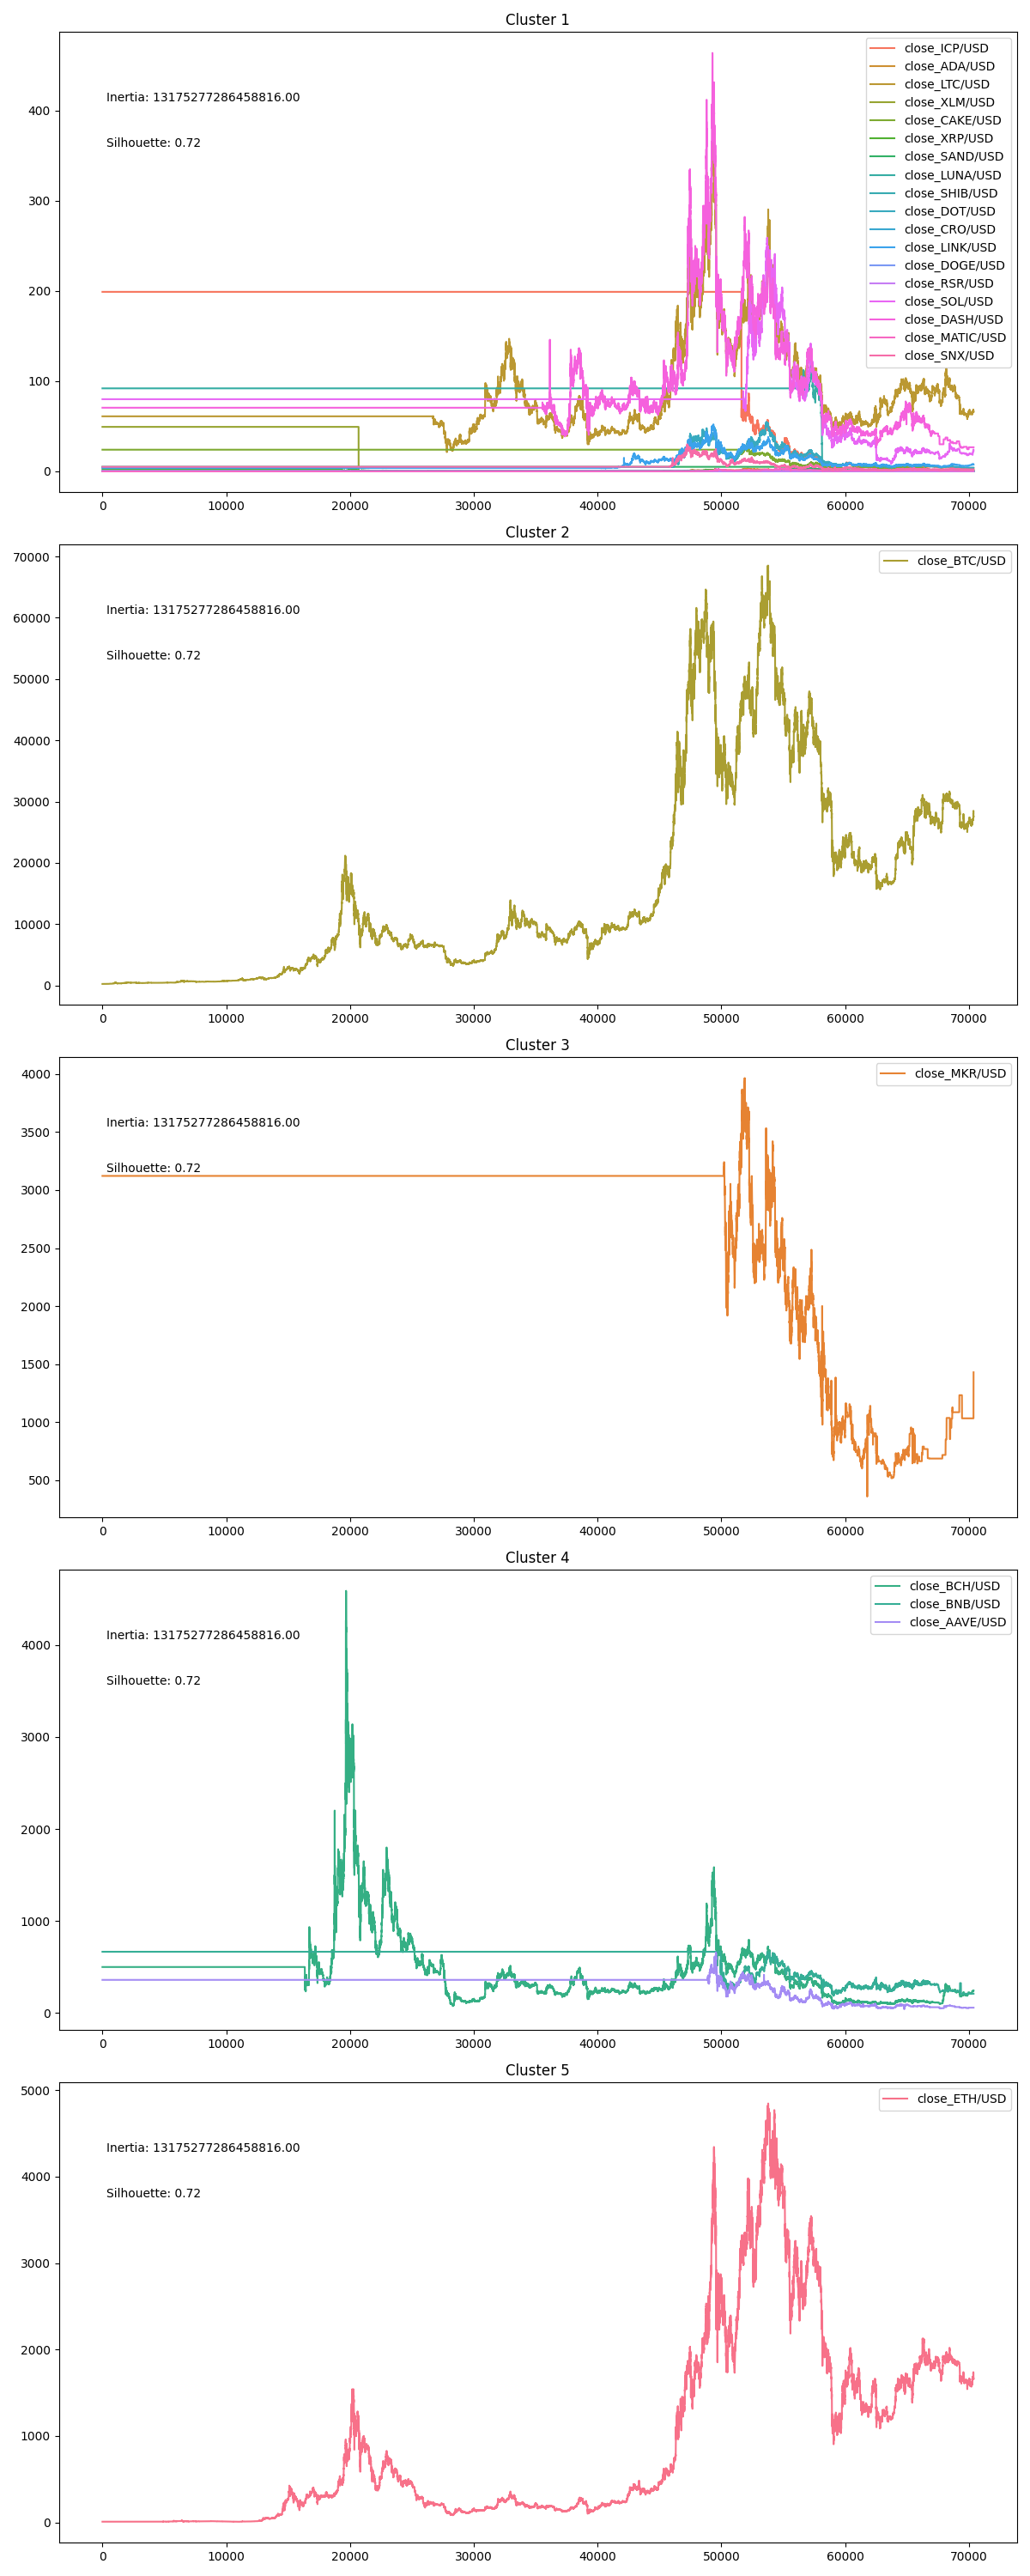 Cluster 1
Inertia: 13175277286458816.00
Silhouette: 0.72
close_ICP/USD
close_ADA/USD
close_LTC/USD
close_XLM/USD
close_CAKE/USD
close_XRP/USD
close_SAND/USD
close_LUNA/USD
close_SHIB/USD
close_DOT/USD
close_CRO/USD
close_LINK/USD
close_DOGE/USD
close_RSR/USD
close_SOL/USD
close_DASH/USD
close_MATIC/USD
close_SNX/USD
400
300
200
100
0
0 10000 20000 30000 40000 50000 60000 70000
Cluster 2
close_BTC/USD
Inertia: 13175277286458816.00
Silhouette: 0.72
70000
60000
50000
40000
30000
20000
10000
0
0 10000 20000 30000 40000 50000 60000 70000
Cluster 3
close_MKR/USD
Inertia: 13175277286458816.00
Silhouette: 0.72
4000
3500
3000
2500
2000
1500
1000
500
0 10000 20000 30000 40000 50000 60000 70000
Cluster 4
close_BCH/USD
close_BNB/USD
close_AAVE/USD
Inertia: 13175277286458816.00
Silhouette: 0.72
4000
3000
2000
1000
0
0 10000 20000 30000 40000 50000 60000 70000
Cluster 5
close_ETH/USD
Inertia: 13175277286458816.00
Silhouette: 0.72
5000
4000
3000
2000
1000
0
0 10000 20000 30000 40000 50000 60000 70000